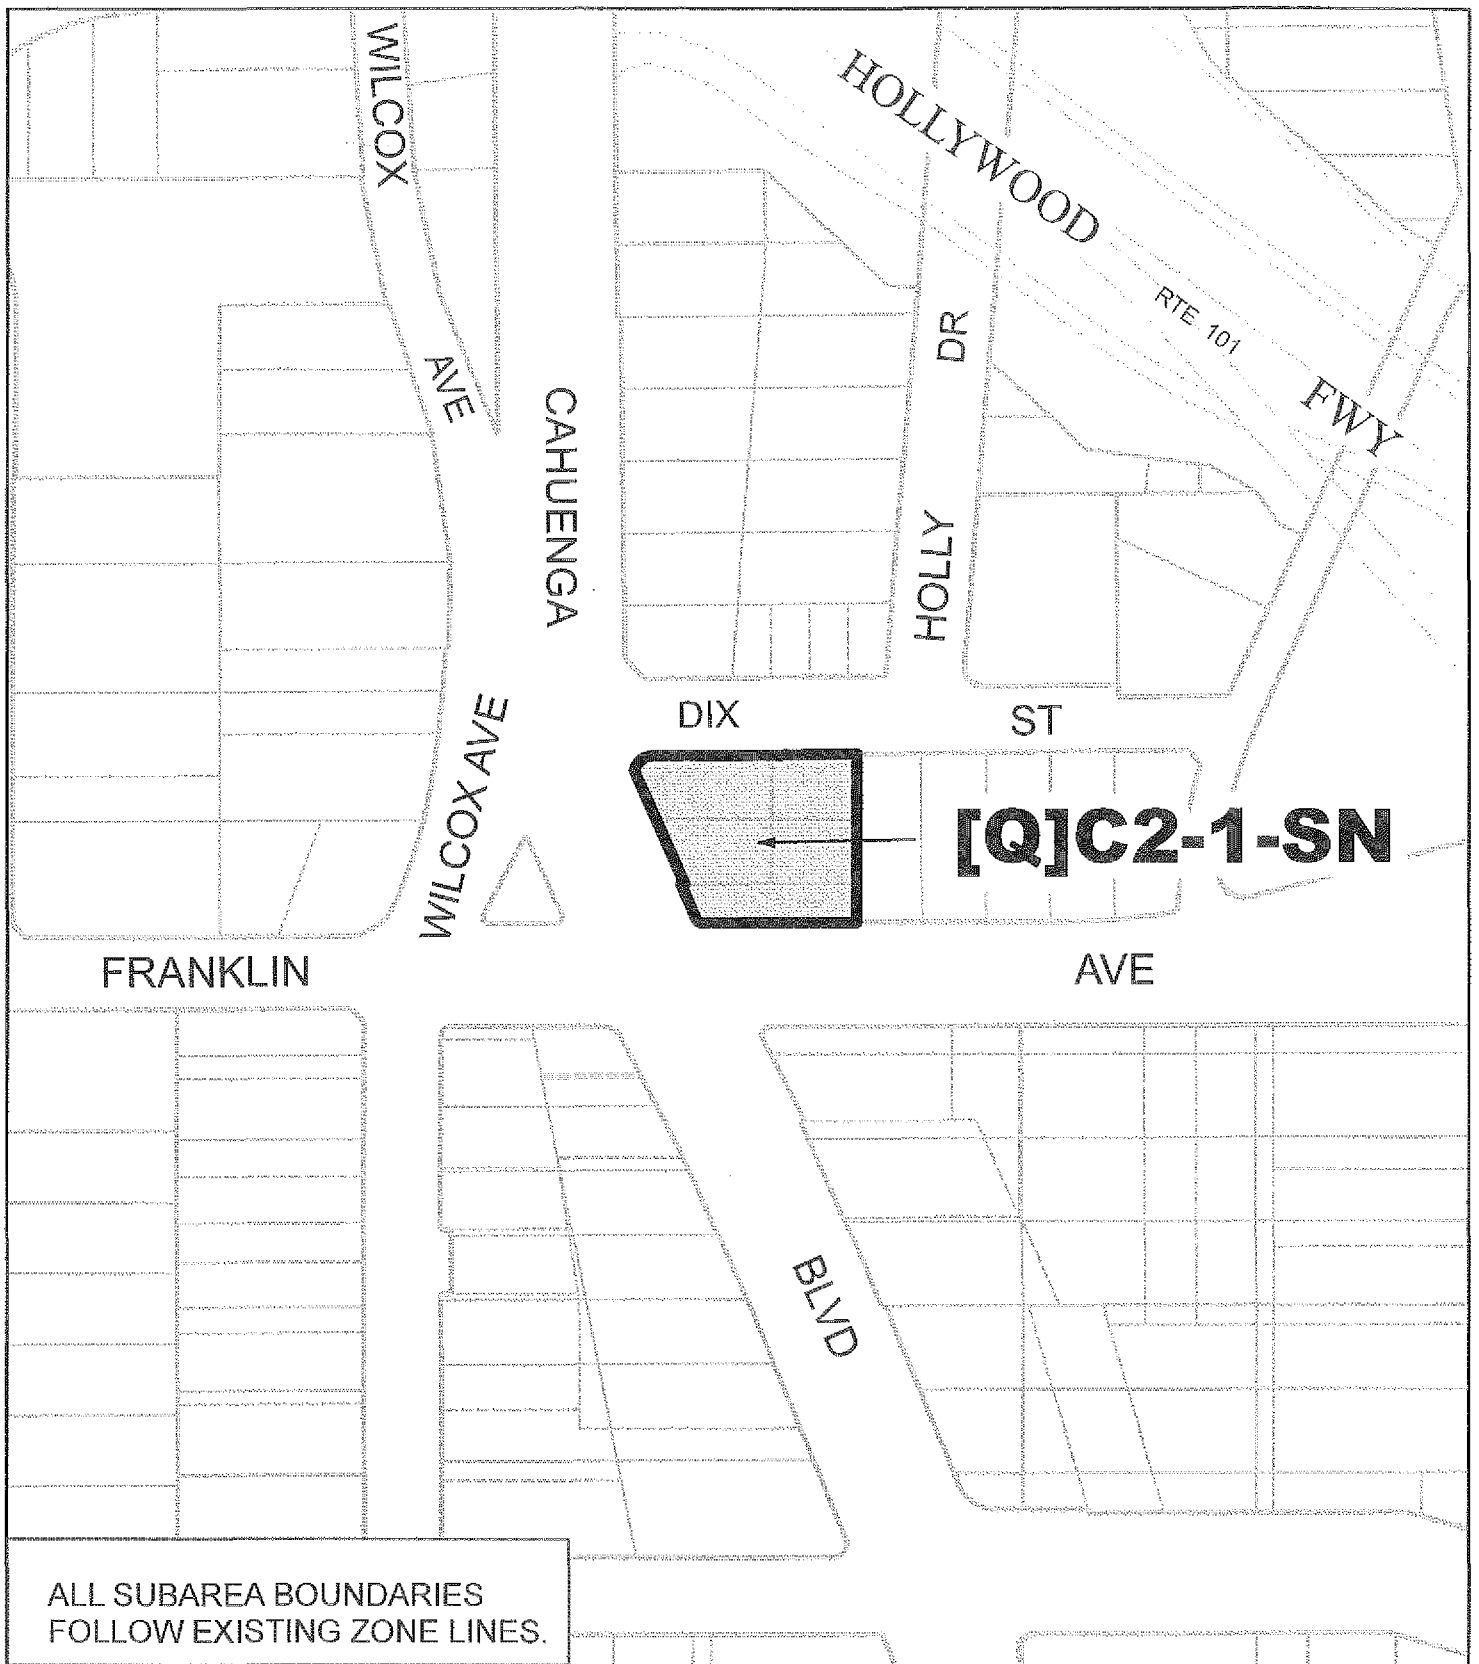 WILCOX
AVE
HOLLYWOOD
FWY
RTE 101
CAHUENGA
HOLLY DR
WILCOX AVE
DIX ST
[Q]C2-1-SN
FRANKLIN AVE
BLVD
ALL SUBAREA BOUNDARIES
FOLLOW EXISTING ZONE LINES.